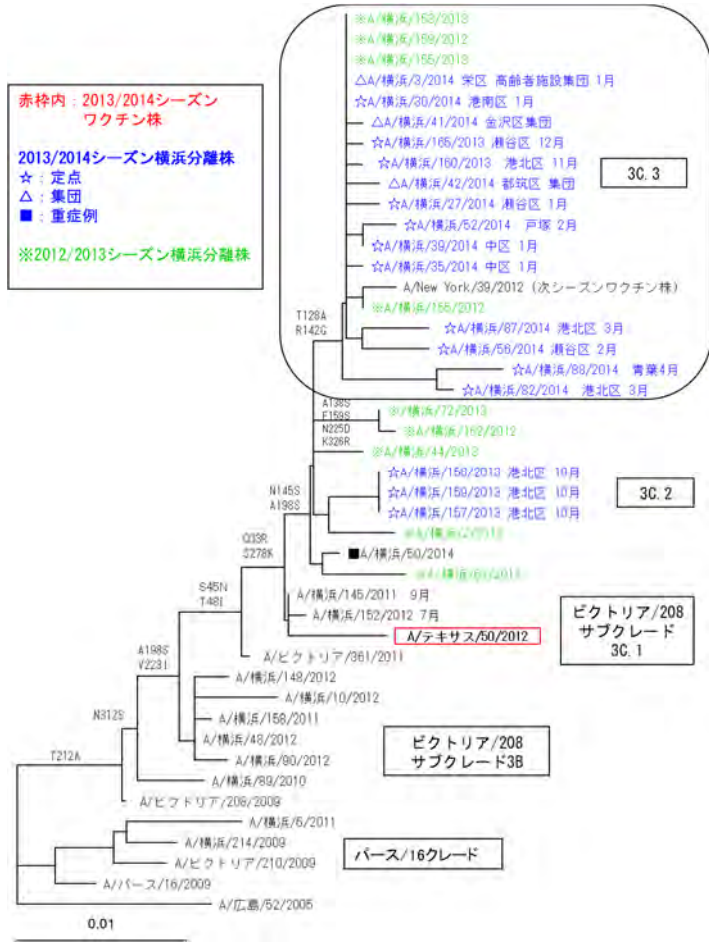 赤枠内：2013/2014シーズン
ワクチン株
2013/2014シーズン横浜分離株
☆：定点
△：集団
■：重症例
※2012/2013シーズン横浜分離株
※A/横浜/153/2013
※A/横浜/159/2012
※A/横浜/155/2013
△A/横浜/3/2014 栄区 高齢者施設集団 1月
☆A/横浜/30/2014 港南区 1月
△A/横浜/41/2014 金沢区集団
☆A/横浜/165/2013 瀬谷区 12月
☆A/横浜/160/2013 港北区 11月
3C.3
△A/横浜/42/2014 都筑区 集団
☆A/横浜/27/2014 瀬谷区 1月
☆A/横浜/52/2014 戸塚 2月
☆A/横浜/39/2014 中区 1月
☆A/横浜/35/2014 中区 1月
A/New York/39/2012 (次シーズンワクチン株)
※A/横浜/155/2012
T128A
R142G
☆A/横浜/87/2014 港北区 3月
☆A/横浜/56/2014 瀬谷区 2月
☆A/横浜/88/2014 青葉4月
☆A/横浜/82/2014 港北区 3月
A138S
F159S
N225D
K326R
※/横浜/72/2013
※A/横浜/162/2012
※A/横浜/44/2013
☆A/横浜/156/2013 港北区 10月
☆A/横浜/159/2013 港北区 10月
☆A/横浜/157/2013 港北区 10月
3C.2
N145S
A198S
■A/横浜/50/2014
Q33R
S278K
A/横浜/145/2011 9月
A/横浜/152/2012 7月
A/テキサス/50/2012
ビクトリア/208
サブクレード
3C.1
S45N
T48I
A/ビクトリア/361/2011
A198S
V223I
A/横浜/148/2012
A/横浜/10/2012
A/横浜/158/2011
A/横浜/48/2012
A/横浜/90/2012
ビクトリア/208
サブクレード3B
N312S
A/横浜/89/2010
T212A
A/ビクトリア/208/2009
A/横浜/6/2011
A/横浜/214/2009
A/ビクトリア/210/2009
A/パース/16/2009
パース/16クレード
A/広島/52/2005
0.01